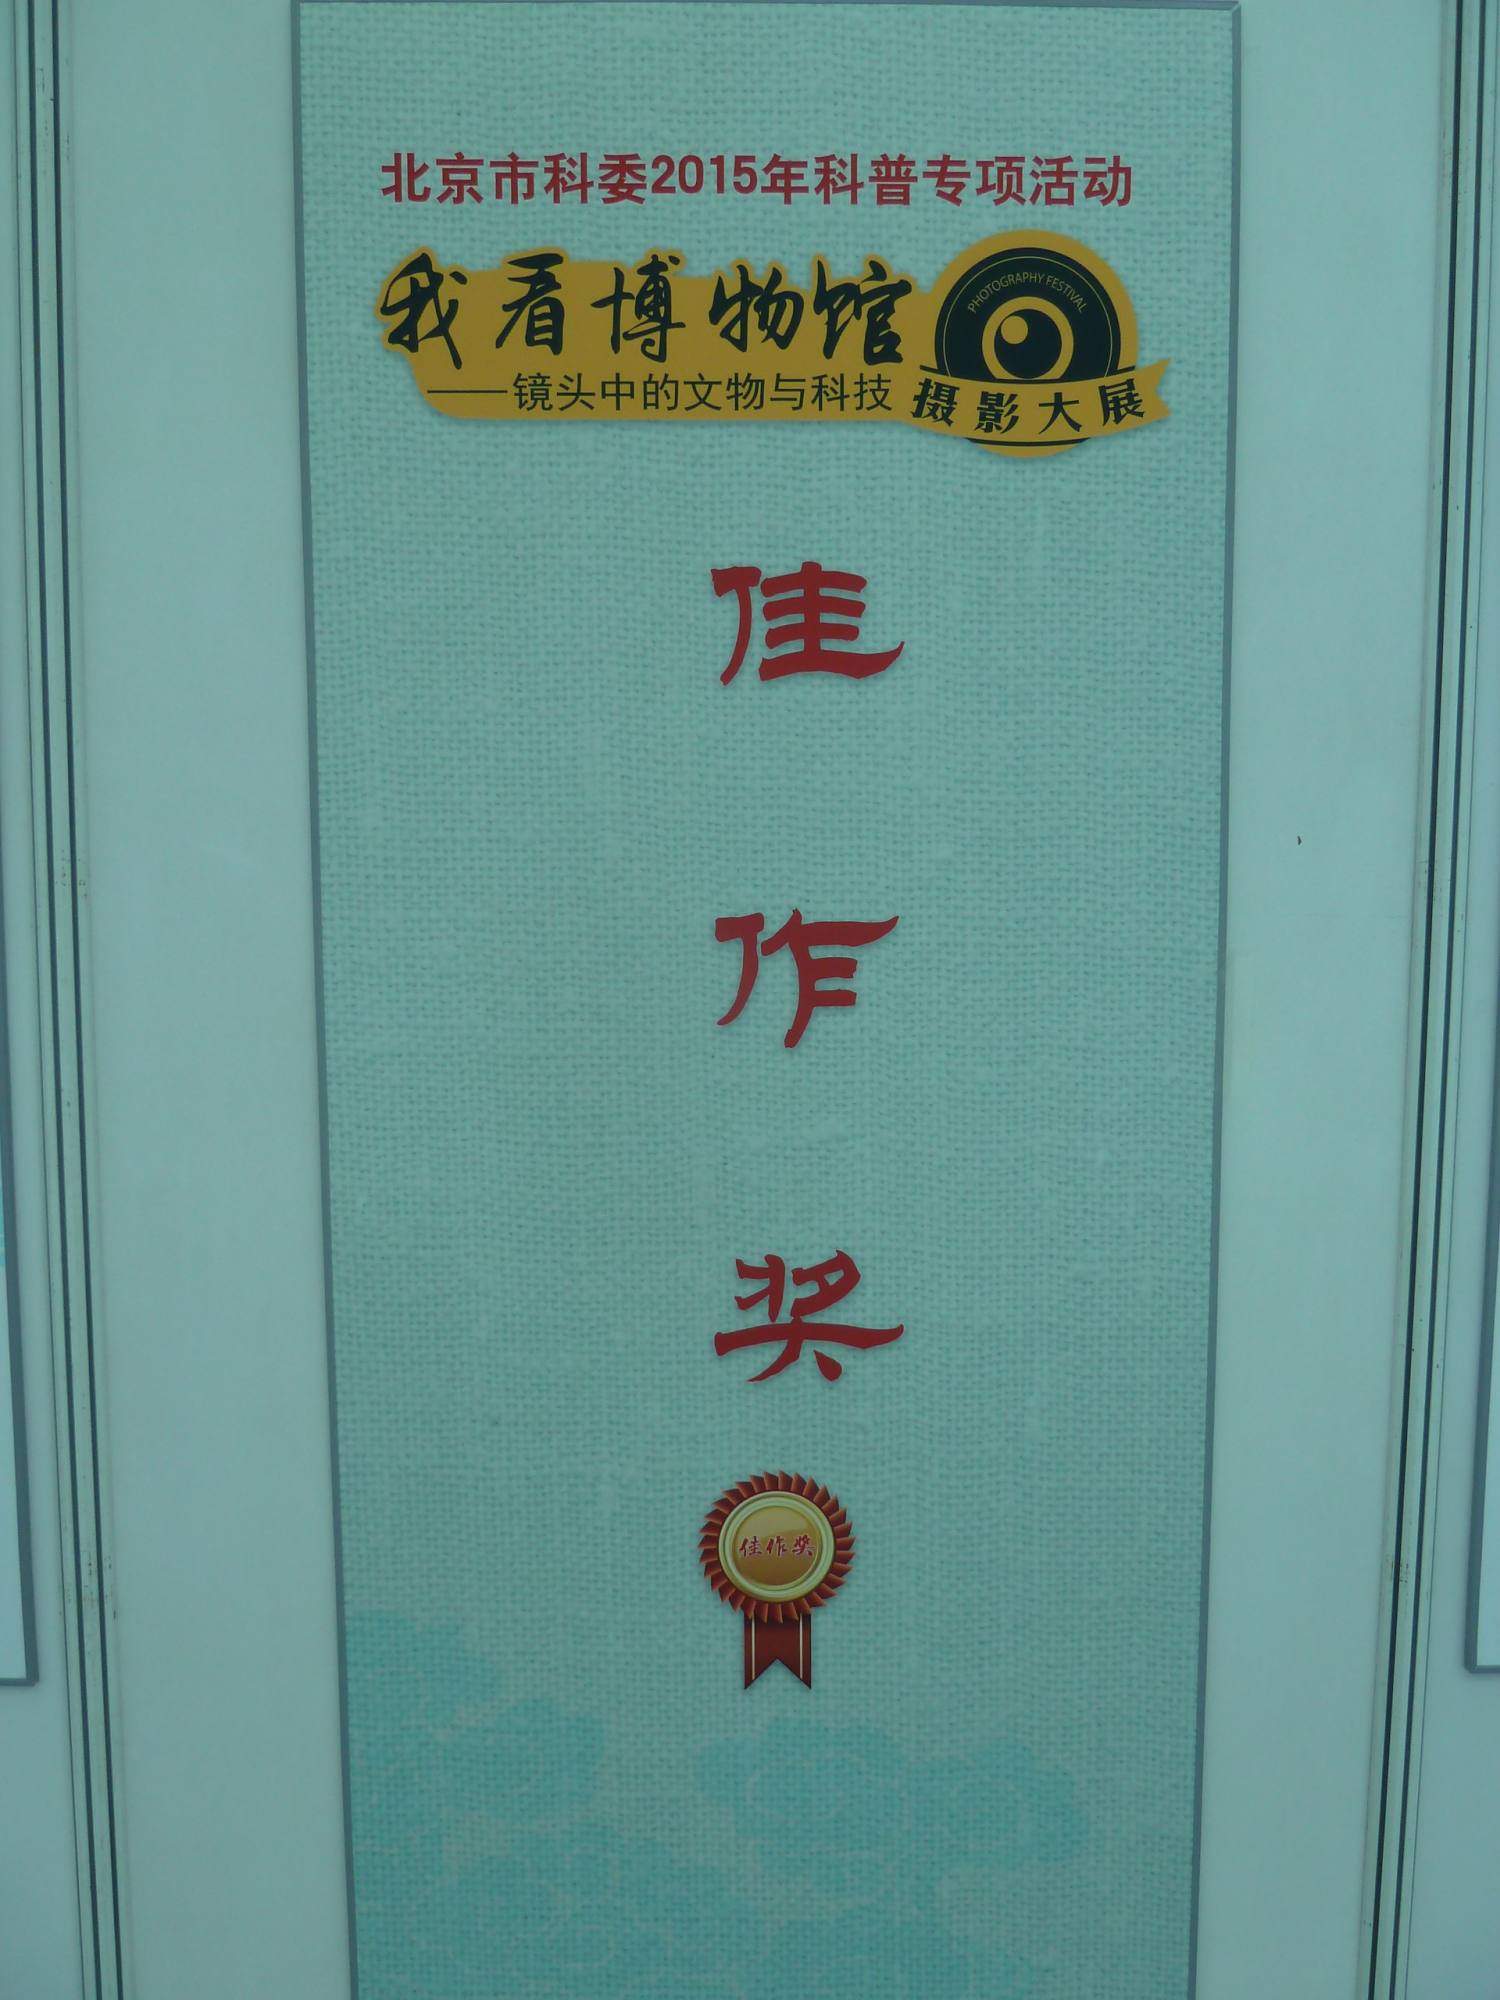 北京市科委2015年科普专项活动
我看博物馆
PHOTOGRAPHY FESTIVAL
——镜头中的文物与科技
摄影大展
佳
作
奖
佳作奖